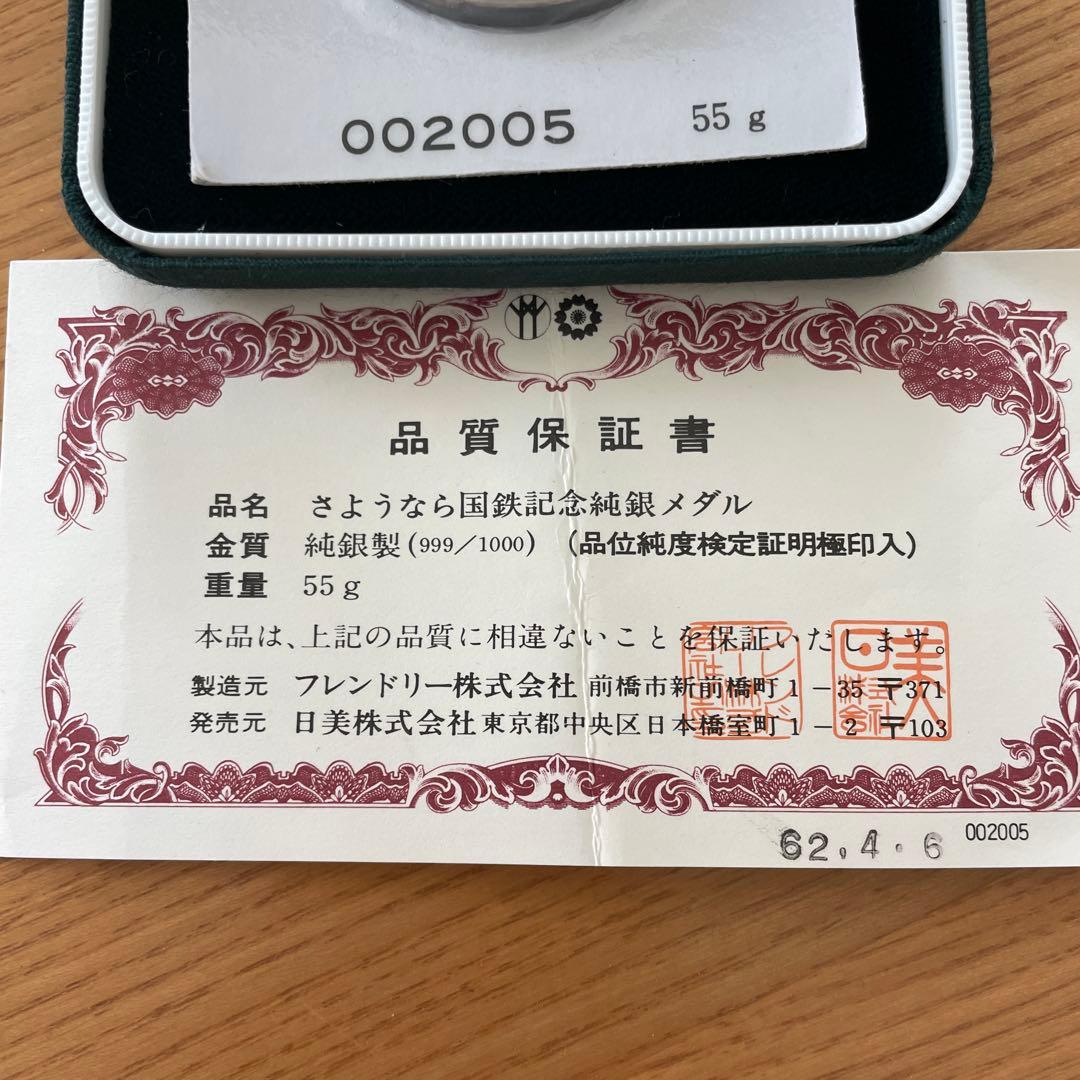 002005 55 g
品質保証書
品名 さようなら国鉄記念純銀メダル
金質 純銀製(999/1000) (品位純度検定証明極印入)
重量 55g
本品は、上記の品質に相違ないことを保証いたします。
製造元 フレンドリー株式会社 前橋市新前橋町1-35 〒371
発売元 日美株式会社 東京都中央区日本橋室町1-2 〒103
62.4.6 002005